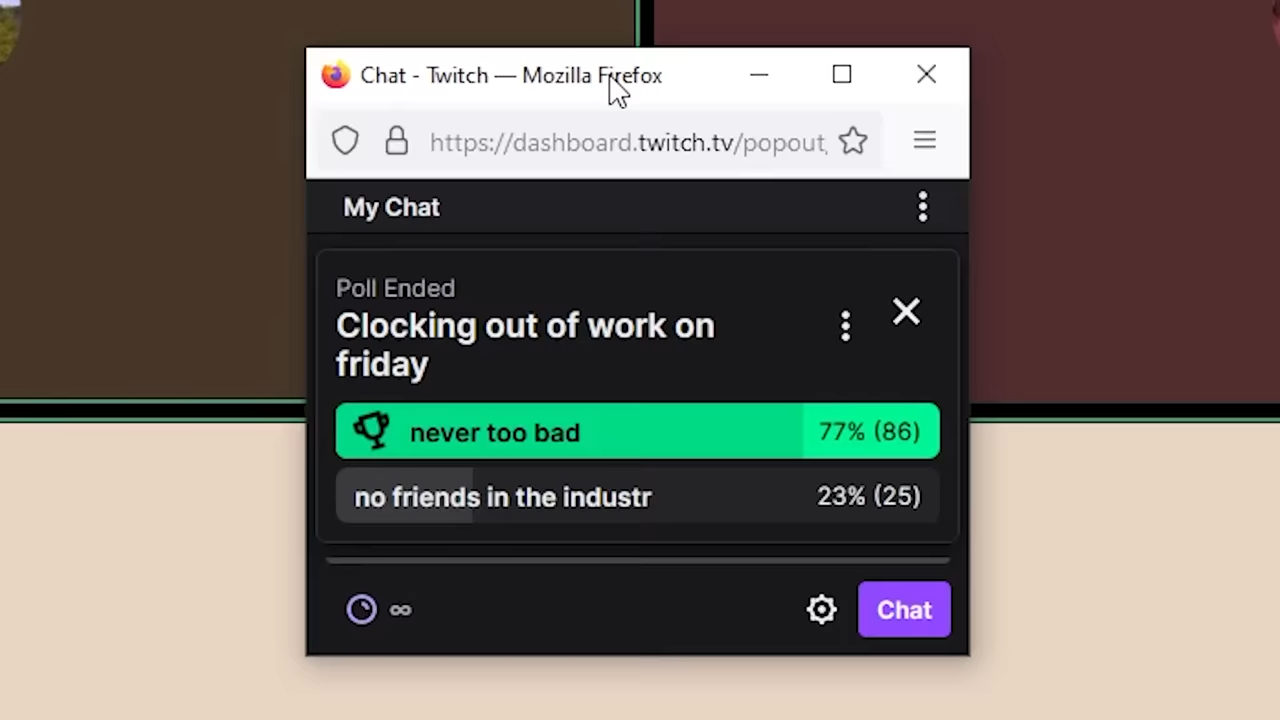 Chat - Twitch — Mozilla Firefox
https://dashboard.twitch.tv/popout
My Chat
Poll Ended
Clocking out of work on
friday
never too bad 77% (86)
no friends in the industr 23% (25)
∞
Chat